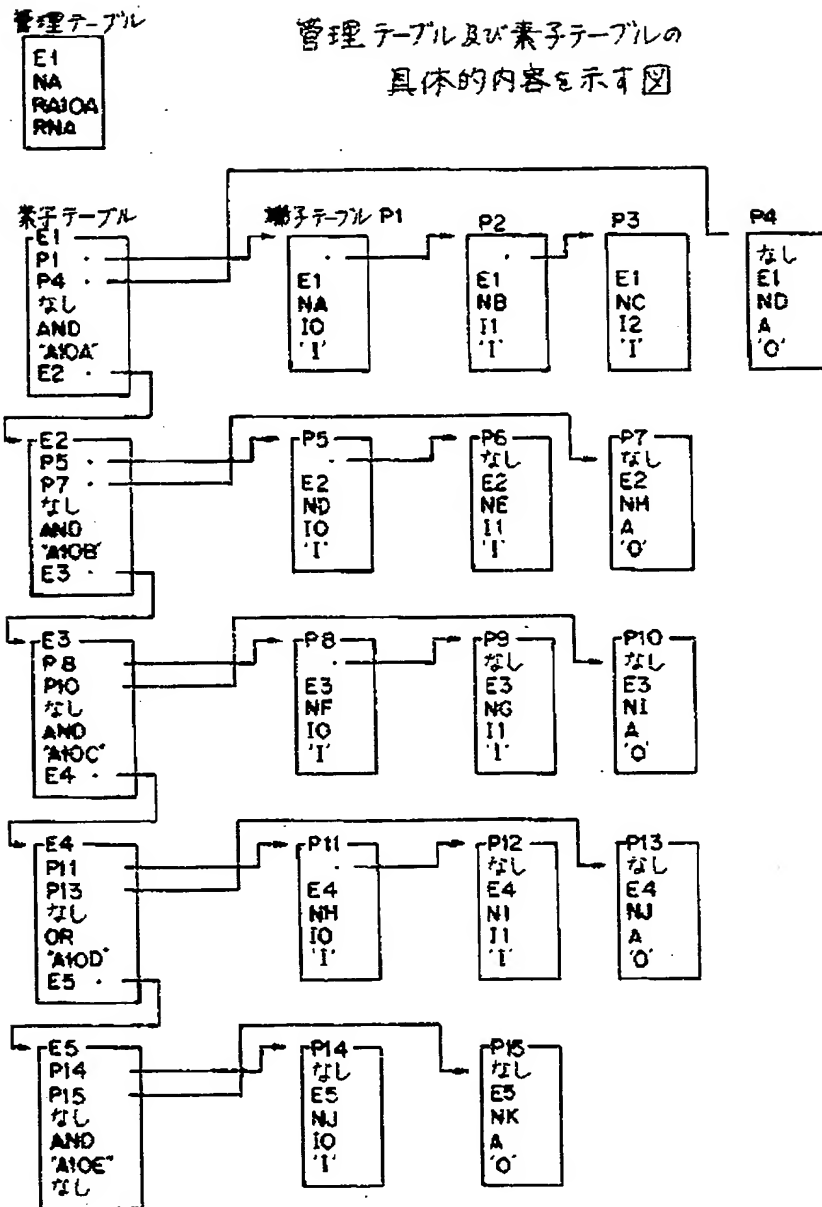 管理テーブル
E1
NA
RA10A
RNA
管理テーブル及び素子テーブルの
具体的内容を示す図
素子テーブル
E1
P1
P4
なし
AND
"A10A"
E2
端子テーブル P1
E1
NA
I0
'I'
P2
E1
NB
I1
'I'
P3
E1
NC
I2
'I'
P4
なし
E1
ND
A
'O'
E2
P5
P7
なし
AND
"A10B"
E3
P5
E2
ND
I0
'I'
P6
なし
E2
NE
I1
'I'
P7
なし
E2
NH
A
'O'
E3
P8
P10
なし
AND
"A10C"
E4
P8
E3
NF
I0
'I'
P9
なし
E3
NG
I1
'I'
P10
なし
E3
NI
A
'O'
E4
P11
P13
なし
OR
"A10D"
E5
P11
E4
NH
I0
'I'
P12
なし
E4
NI
I1
'I'
P13
なし
E4
NJ
A
'O'
E5
P14
P15
なし
AND
"A10E"
なし
P14
なし
E5
NJ
I0
'I'
P15
なし
E5
NK
A
'O'